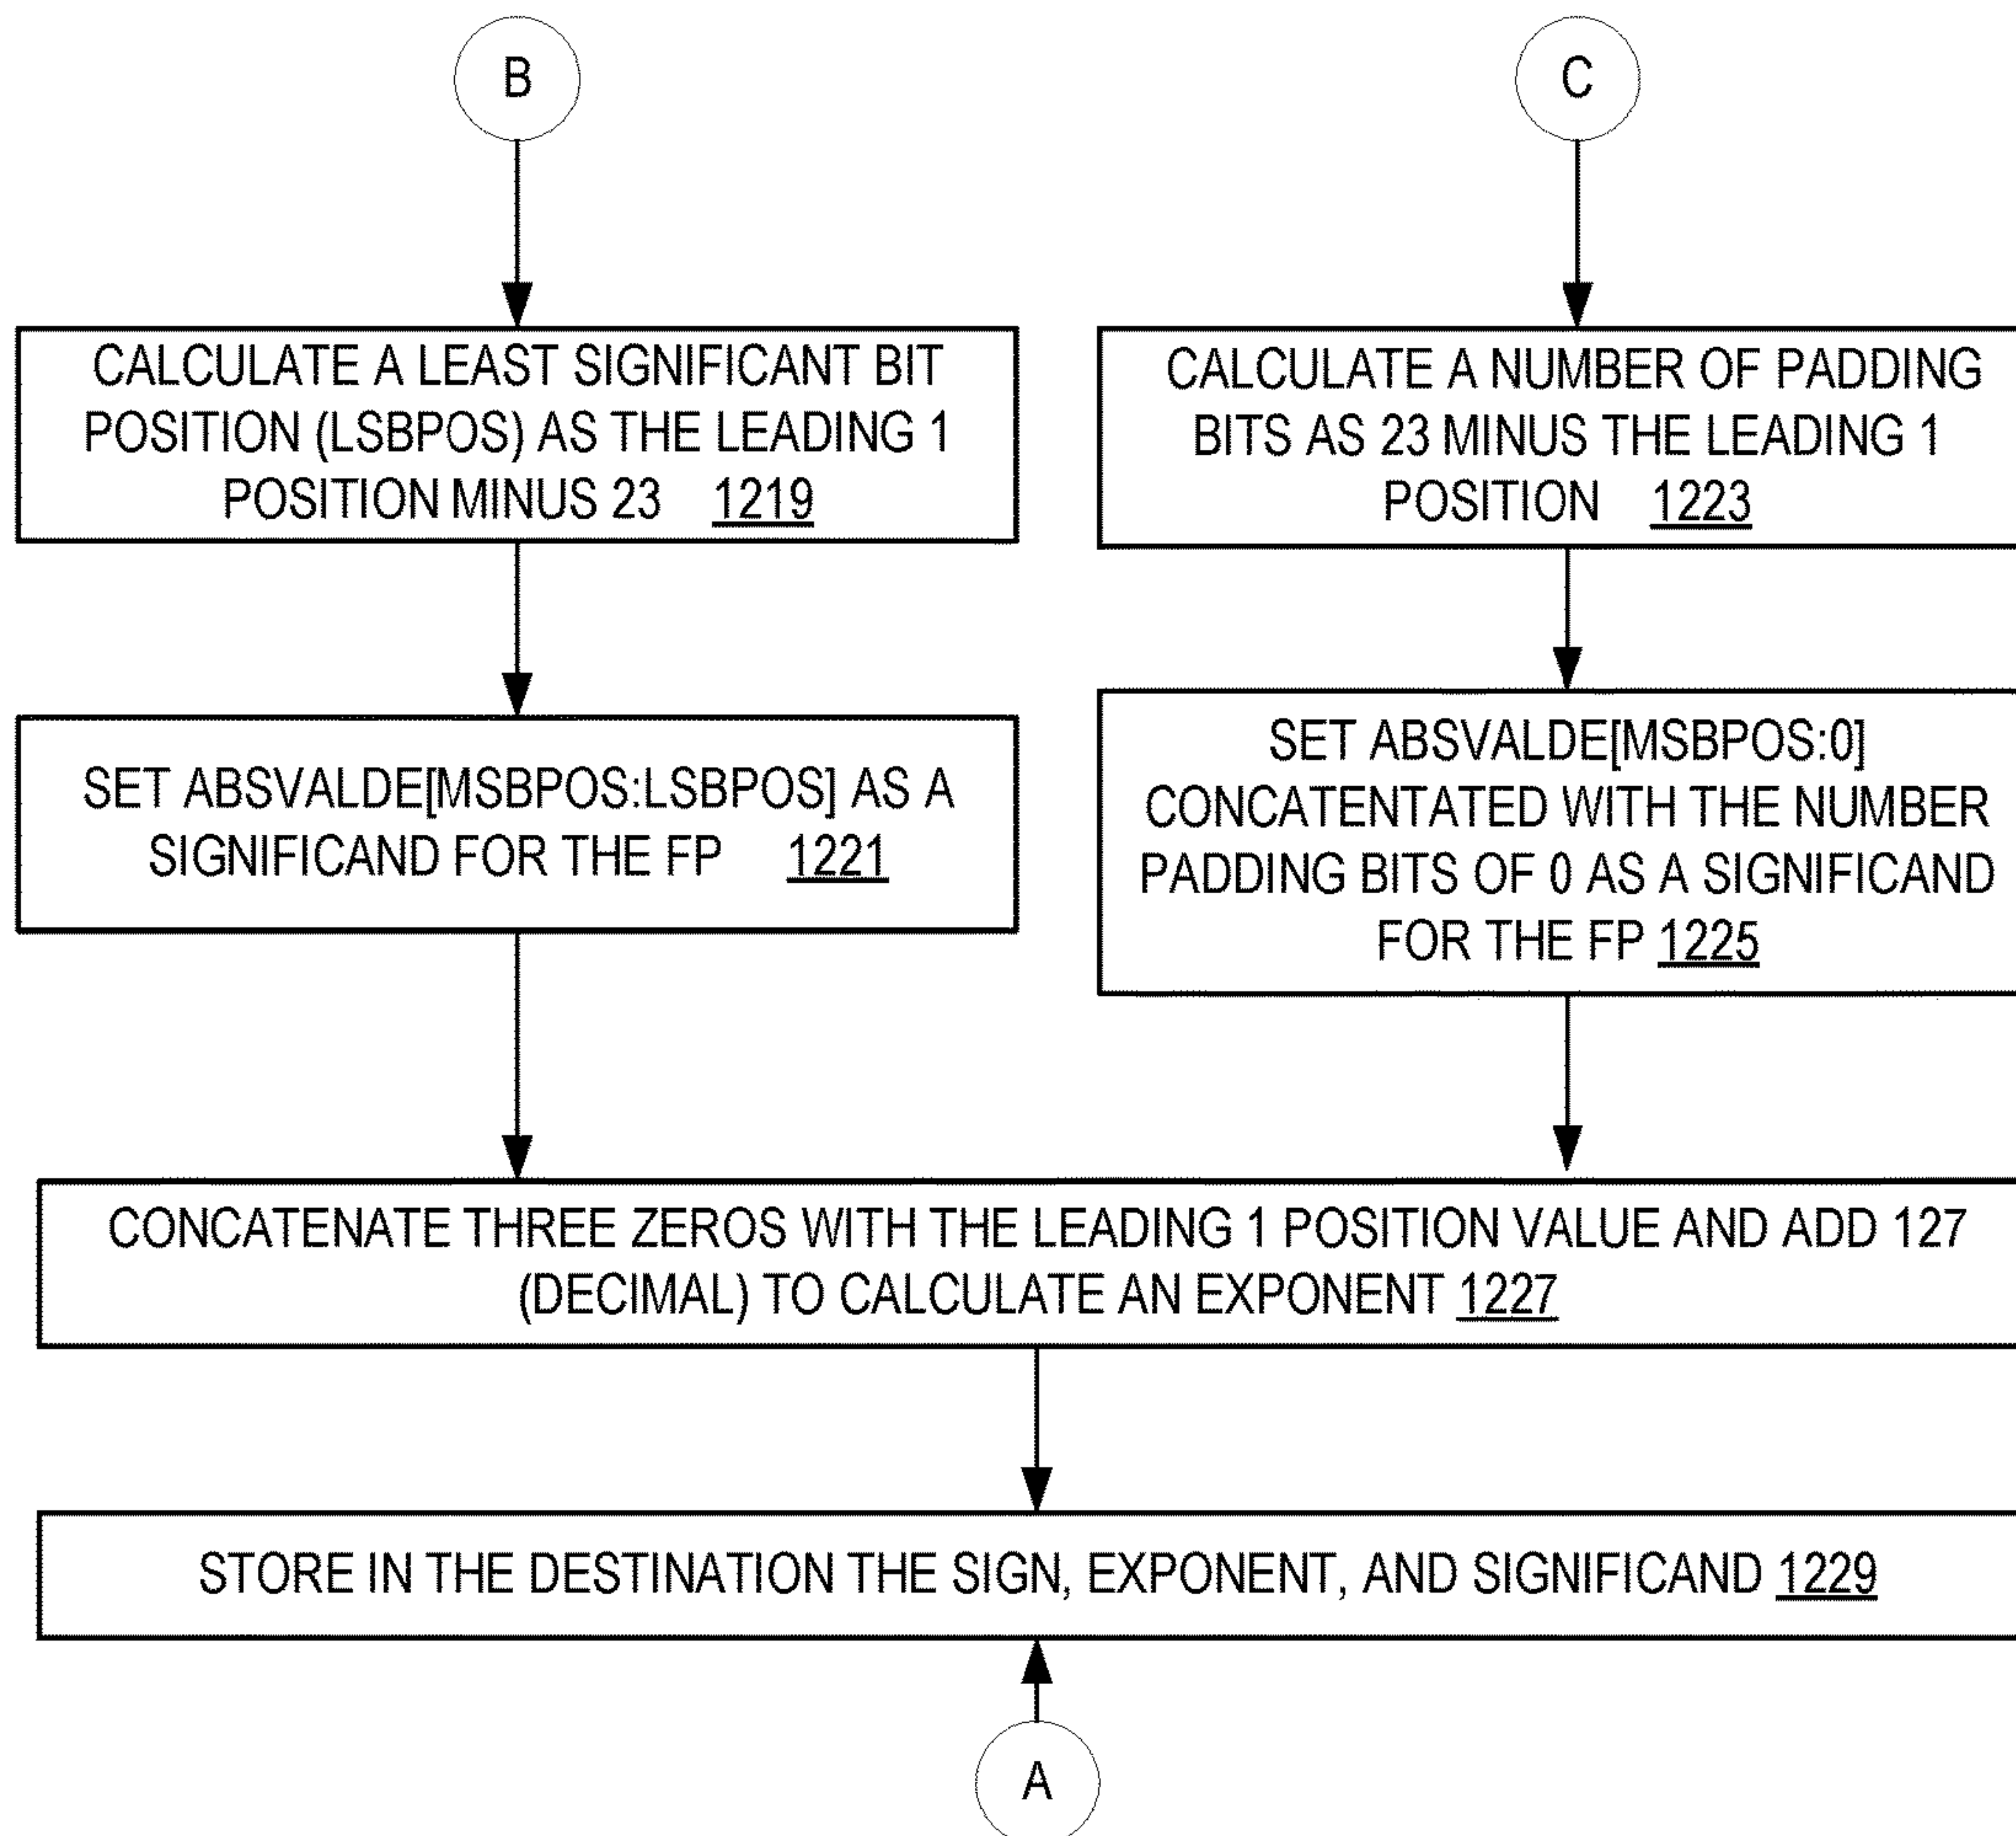 B
C
CALCULATE A LEAST SIGNIFICANT BIT
POSITION (LSBPOS) AS THE LEADING 1
POSITION MINUS 23 1219
CALCULATE A NUMBER OF PADDING
BITS AS 23 MINUS THE LEADING 1
POSITION 1223
SET ABSVALDE[MSBPOS:LSBPOS] AS A
SIGNIFICAND FOR THE FP 1221
SET ABSVALDE[MSBPOS:0]
CONCATENTATED WITH THE NUMBER
PADDING BITS OF 0 AS A SIGNIFICAND
FOR THE FP 1225
CONCATENATE THREE ZEROS WITH THE LEADING 1 POSITION VALUE AND ADD 127
(DECIMAL) TO CALCULATE AN EXPONENT 1227
STORE IN THE DESTINATION THE SIGN, EXPONENT, AND SIGNIFICAND 1229
A